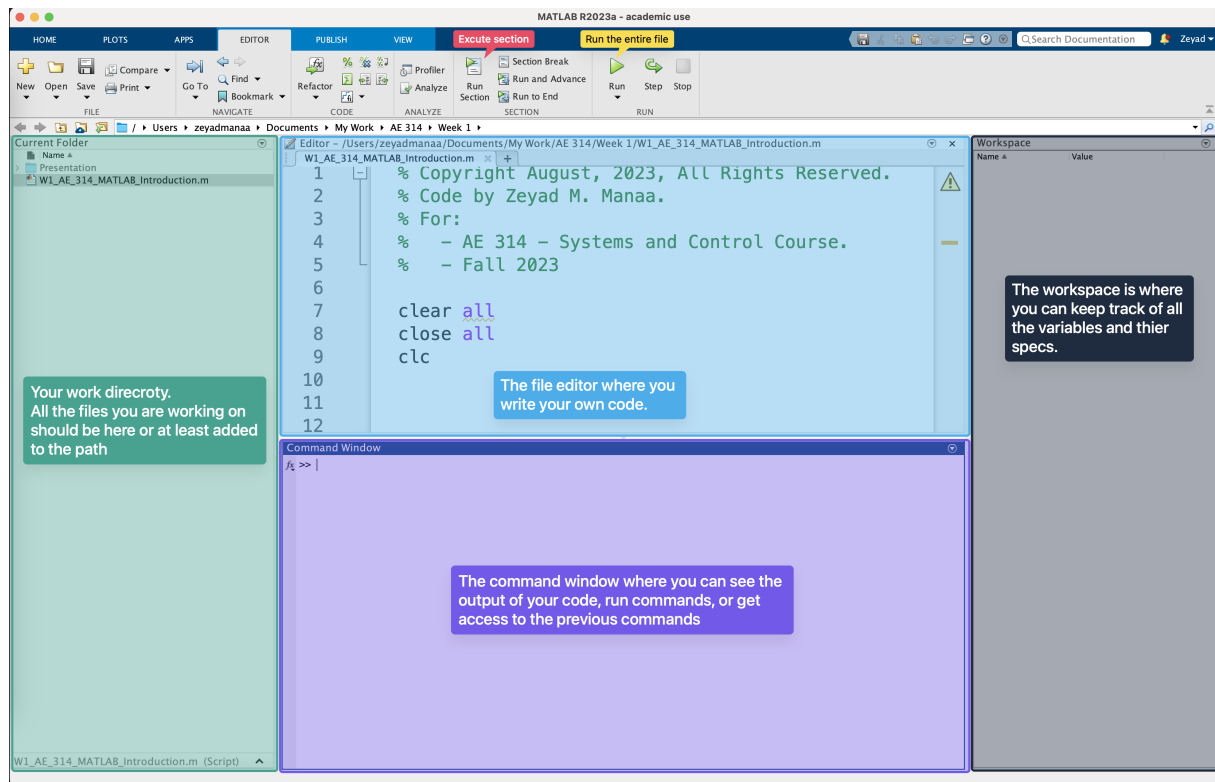 MATLAB R2023a - academic use
HOME PLOTS APPS EDITOR PUBLISH VIEW Excute section Run the entire file Search Documentation Zeyad
New Open Save Compare Print Go To Find Bookmark Refactor Profiler Analyze Run Section Section Break Run and Advance Run to End Run Step Stop
FILE NAVIGATE CODE ANALYZE SECTION RUN
/ Users zeyadmanaa Documents My Work AE 314 Week 1
Current Folder
Name
Presentation
W1_AE_314_MATLAB_Introduction.m
Your work direcroty.
All the files you are working on
should be here or at least added
to the path
W1_AE_314_MATLAB_Introduction.m (Script)
Editor – /Users/zeyadmanaa/Documents/My Work/AE 314/Week 1/W1_AE_314_MATLAB_Introduction.m
W1_AE_314_MATLAB_Introduction.m × +
1 % Copyright August, 2023, All Rights Reserved.
2 % Code by Zeyad M. Manaa.
3 % For:
4 % – AE 314 – Systems and Control Course.
5 % – Fall 2023
6
7 clear all
8 close all
9 clc
10
11
12
The file editor where you
write your own code.
Command Window
fx >>
The command window where you can see the
output of your code, run commands, or get
access to the previous commands
Workspace
Name Value
The workspace is where
you can keep track of all
the variables and thier
specs.